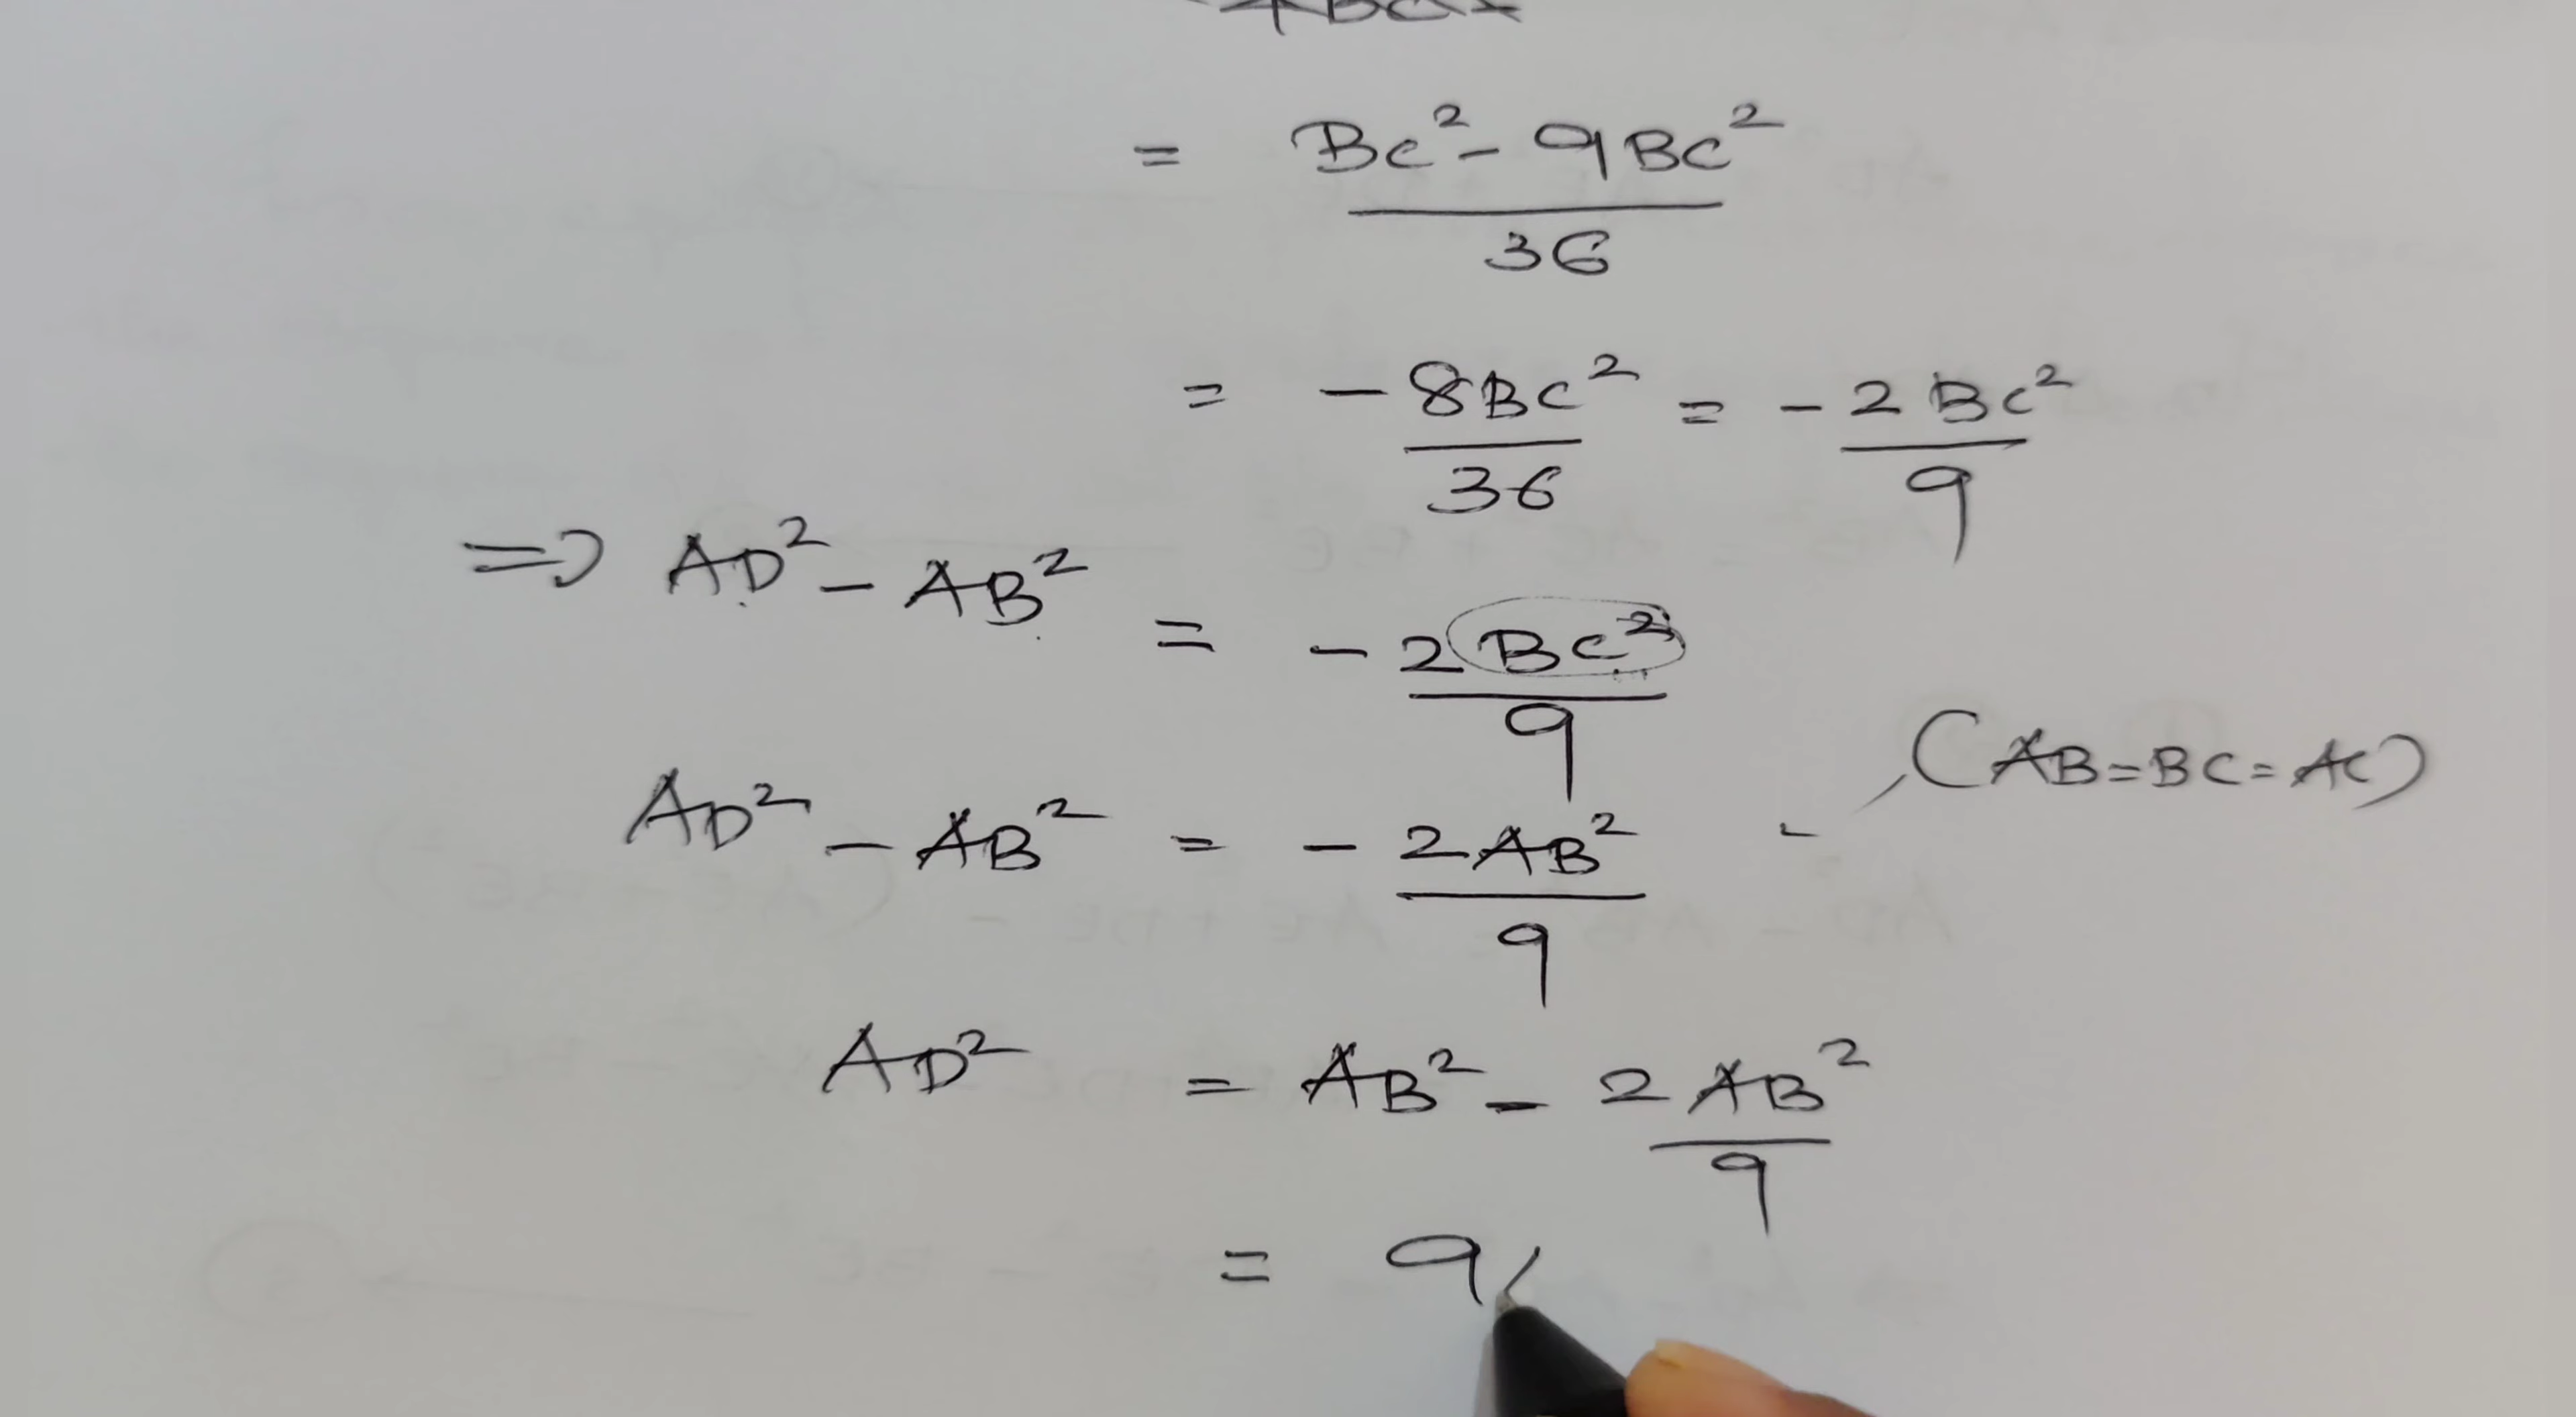 = BC² - 9BC² / 36
= - 8BC² / 36 = - 2BC² / 9
=> AD² - AB² = - 2BC² / 9
(AB=BC=AC)
AD² - AB² = - 2AB² / 9
AD² = AB² - 2AB² / 9
= 9